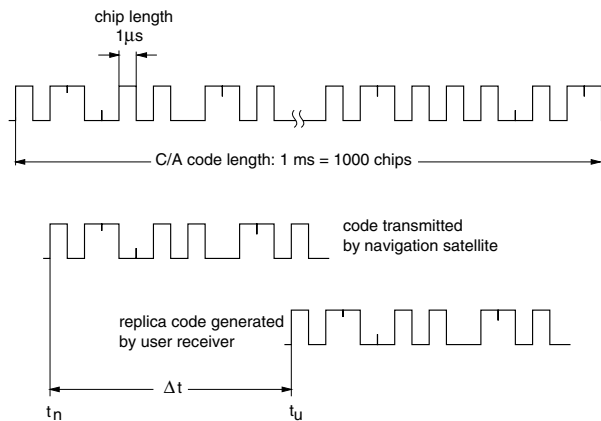 chip length
1μs
C/A code length: 1 ms = 1000 chips
code transmitted
by navigation satellite
replica code generated
by user receiver
Δt
tn
tu